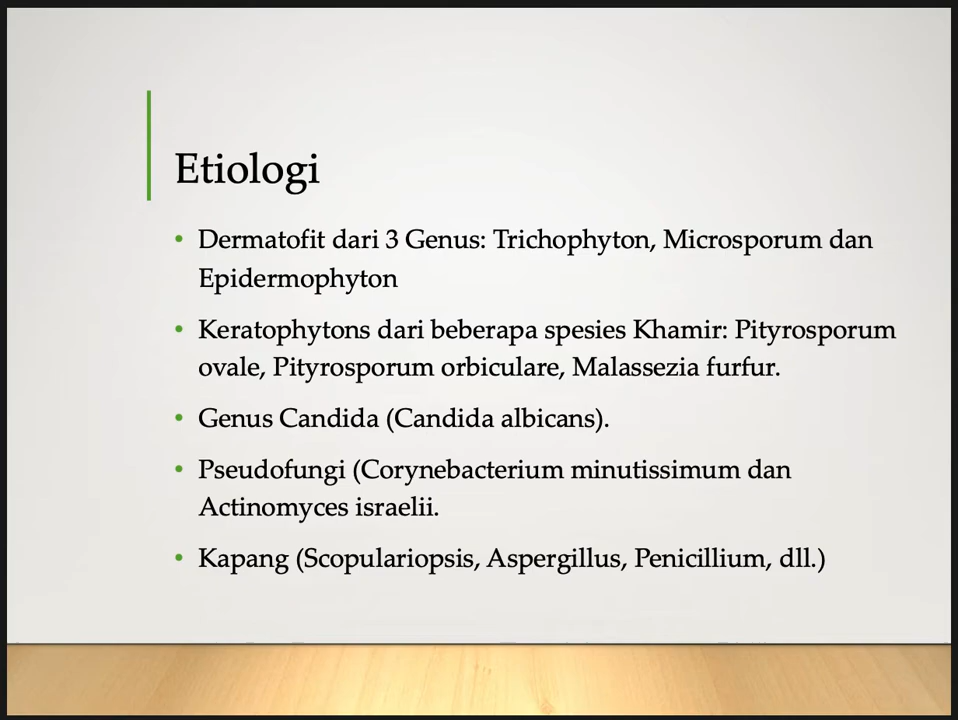 Etiologi
• Dermatofit dari 3 Genus: Trichophyton, Microsporum dan
Epidermophyton
• Keratophytons dari beberapa spesies Khamir: Pityrosporum
ovale, Pityrosporum orbiculare, Malassezia furfur.
• Genus Candida (Candida albicans).
• Pseudofungi (Corynebacterium minutissimum dan
Actinomyces israelii.
• Kapang (Scopulariopsis, Aspergillus, Penicillium, dll.)